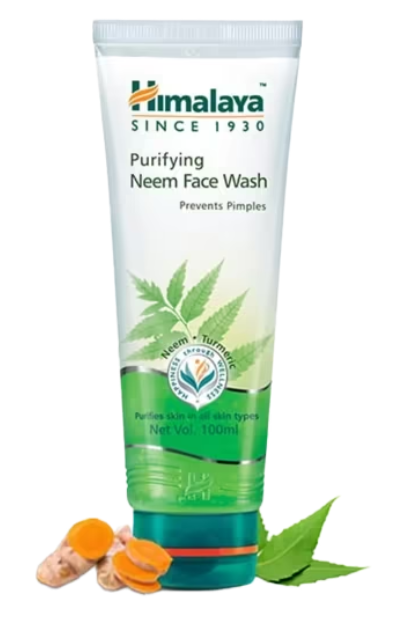 Himalaya™
SINCE 1930
Purifying
Neem Face Wash
Prevents Pimples
Neem • Turmeric
HAPPINESS through WELLNESS
Purifies skin in all skin types
Net Vol. 100ml